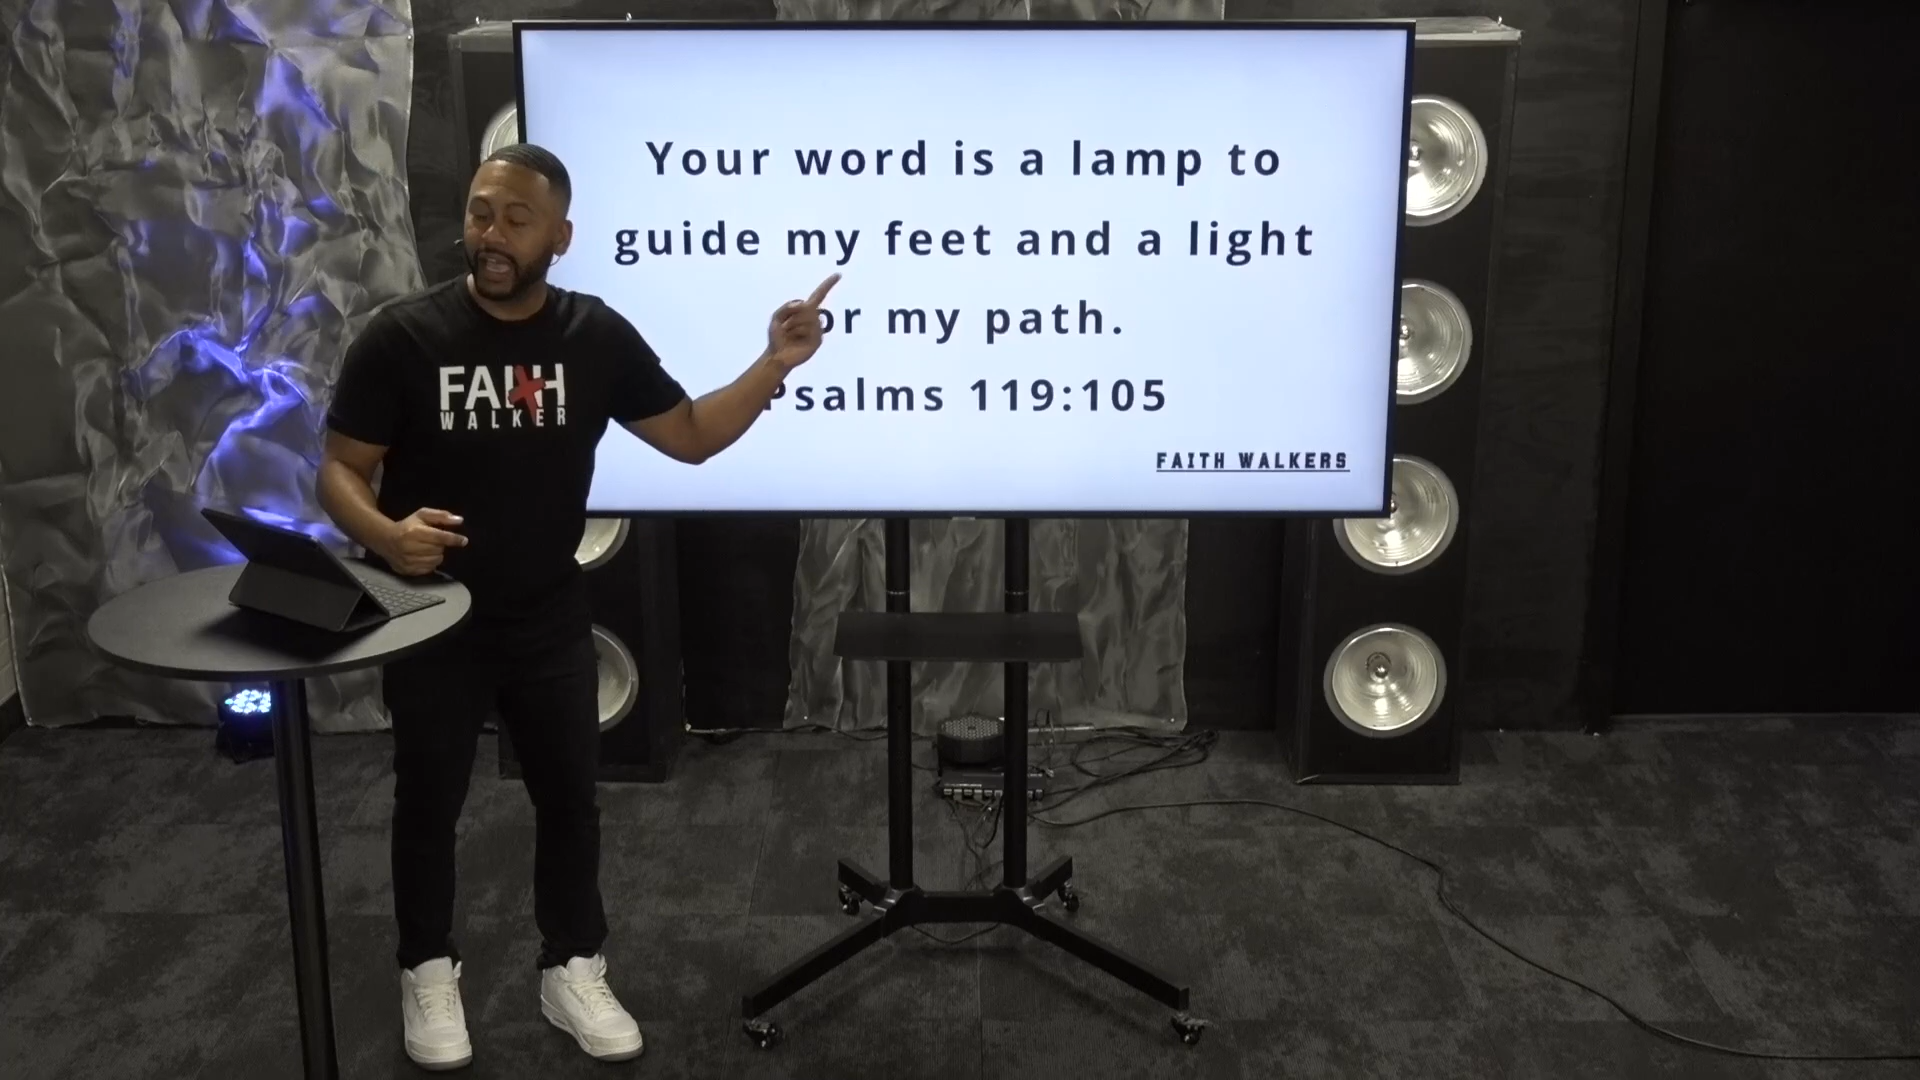 Your word is a lamp to
guide my feet and a light
or my path.
Psalms 119:105
FAITH WALKERS
FAITH
WALKER